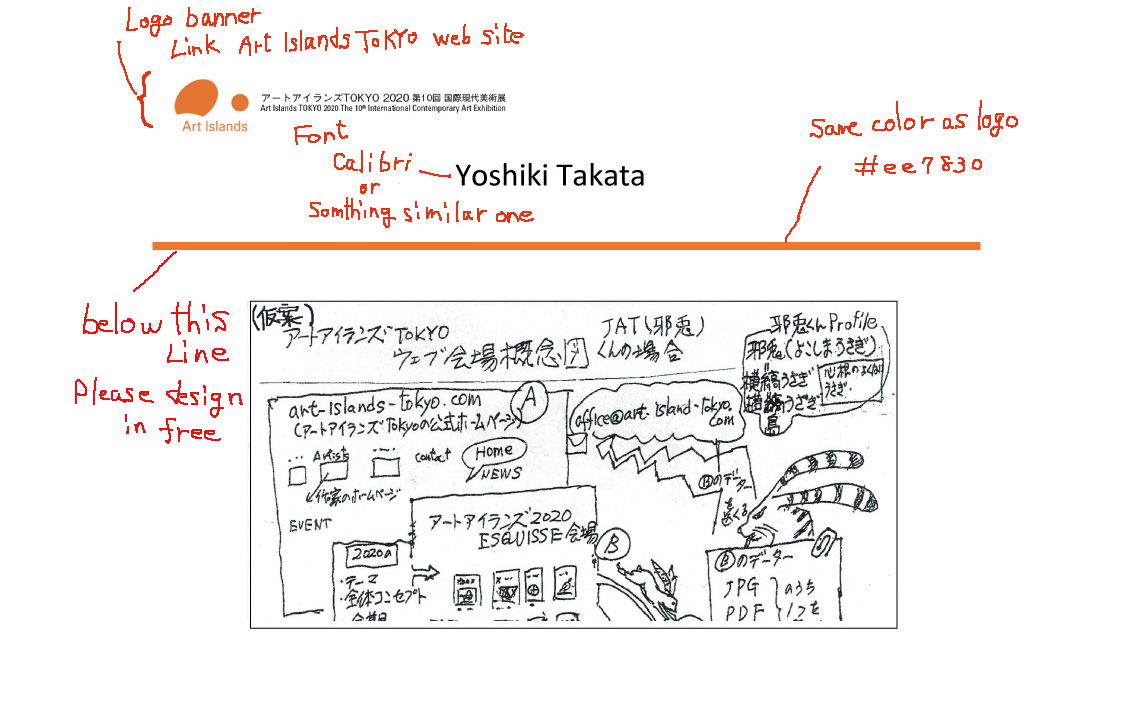 Logo banner
Link Art Islands TOKYO web site
アートアイランズTOKYO 2020 第10回 国際現代美術展
Art Islands TOKYO 2020 The 10th International Contemporary Art Exhibition
Art Islands
Font
Calibri
or
Somthing similar one
Yoshiki Takata
Same color as logo
#ee7830
below this
Line
Please design
in free
(仮案)
アートアイランズTOKYO
ウェブ会場概念図
JAT(邪兎)
くんの場合
邪兎くんProfile
邪兎(よこしまうさぎ)
横縞うさぎ
横うさぎ
島
うさぎ.
A
art-islands-tokyo.com
(アートアイランズTokyoの公式ホームページ)
office@art-island-tokyo.
com
... Artists ... contact
Home
NEWS
作家のホームページ
EVENT
アートアイランズ2020
ESQUISSE会場
B
2020a
・テーマ
・全体コンセプト
会期
のデーター
を
送くる
Bのデーター
JPG
PDF
のうち
1つを